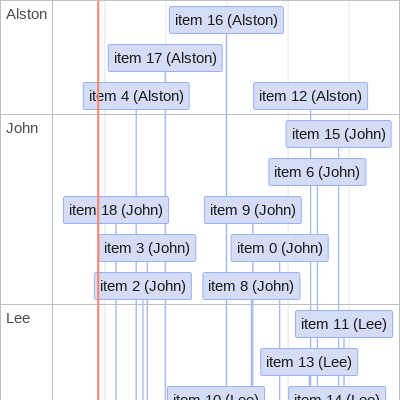 Alston
item 16 (Alston)
item 17 (Alston)
item 4 (Alston)
item 12 (Alston)
John
item 15 (John)
item 6 (John)
item 18 (John)
item 9 (John)
item 3 (John)
item 0 (John)
item 2 (John)
item 8 (John)
Lee
item 11 (Lee)
item 13 (Lee)
item 10 (Lee)
item 14 (Lee)